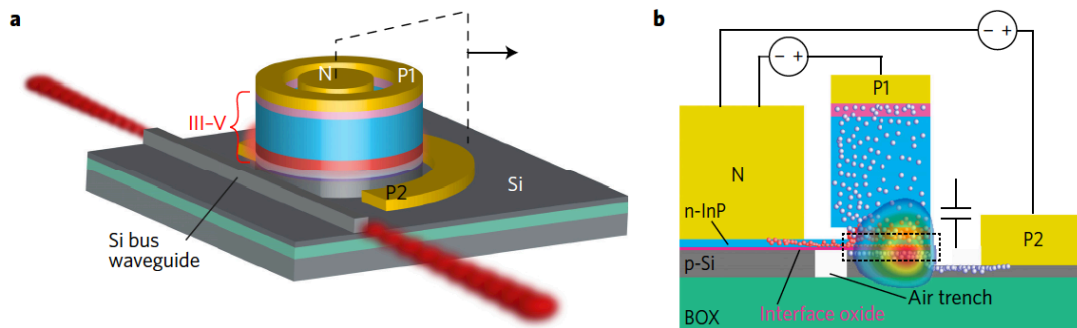 a
N
P1
III–V
P2
Si
Si bus
waveguide
b
− +
− +
P1
N
n-InP
P2
p-Si
Air trench
Interface oxide
BOX